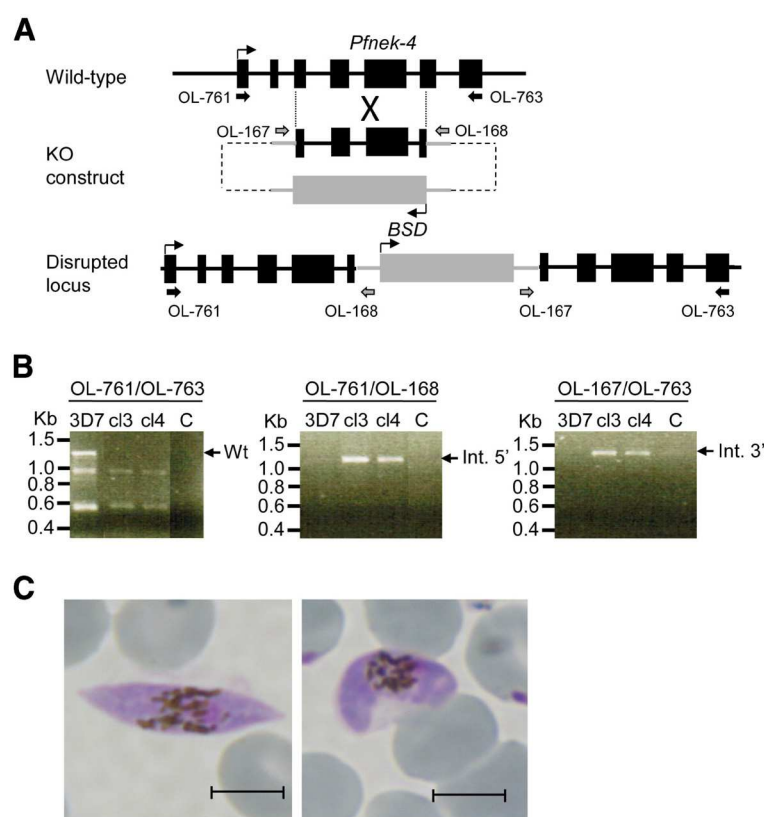 A
Pfnek-4
Wild-type
OL-761
OL-763
X
OL-167
OL-168
KO
construct
BSD
Disrupted
locus
OL-761
OL-168
OL-167
OL-763
B
OL-761/OL-763
Kb 3D7 cl3 cl4 C
1.5
Wt
1.0
0.8
0.6
0.4
OL-761/OL-168
Kb 3D7 cl3 cl4 C
1.5
Int. 5’
1.0
0.8
0.6
0.4
OL-167/OL-763
Kb 3D7 cl3 cl4 C
1.5
Int. 3’
1.0
0.8
0.6
0.4
C